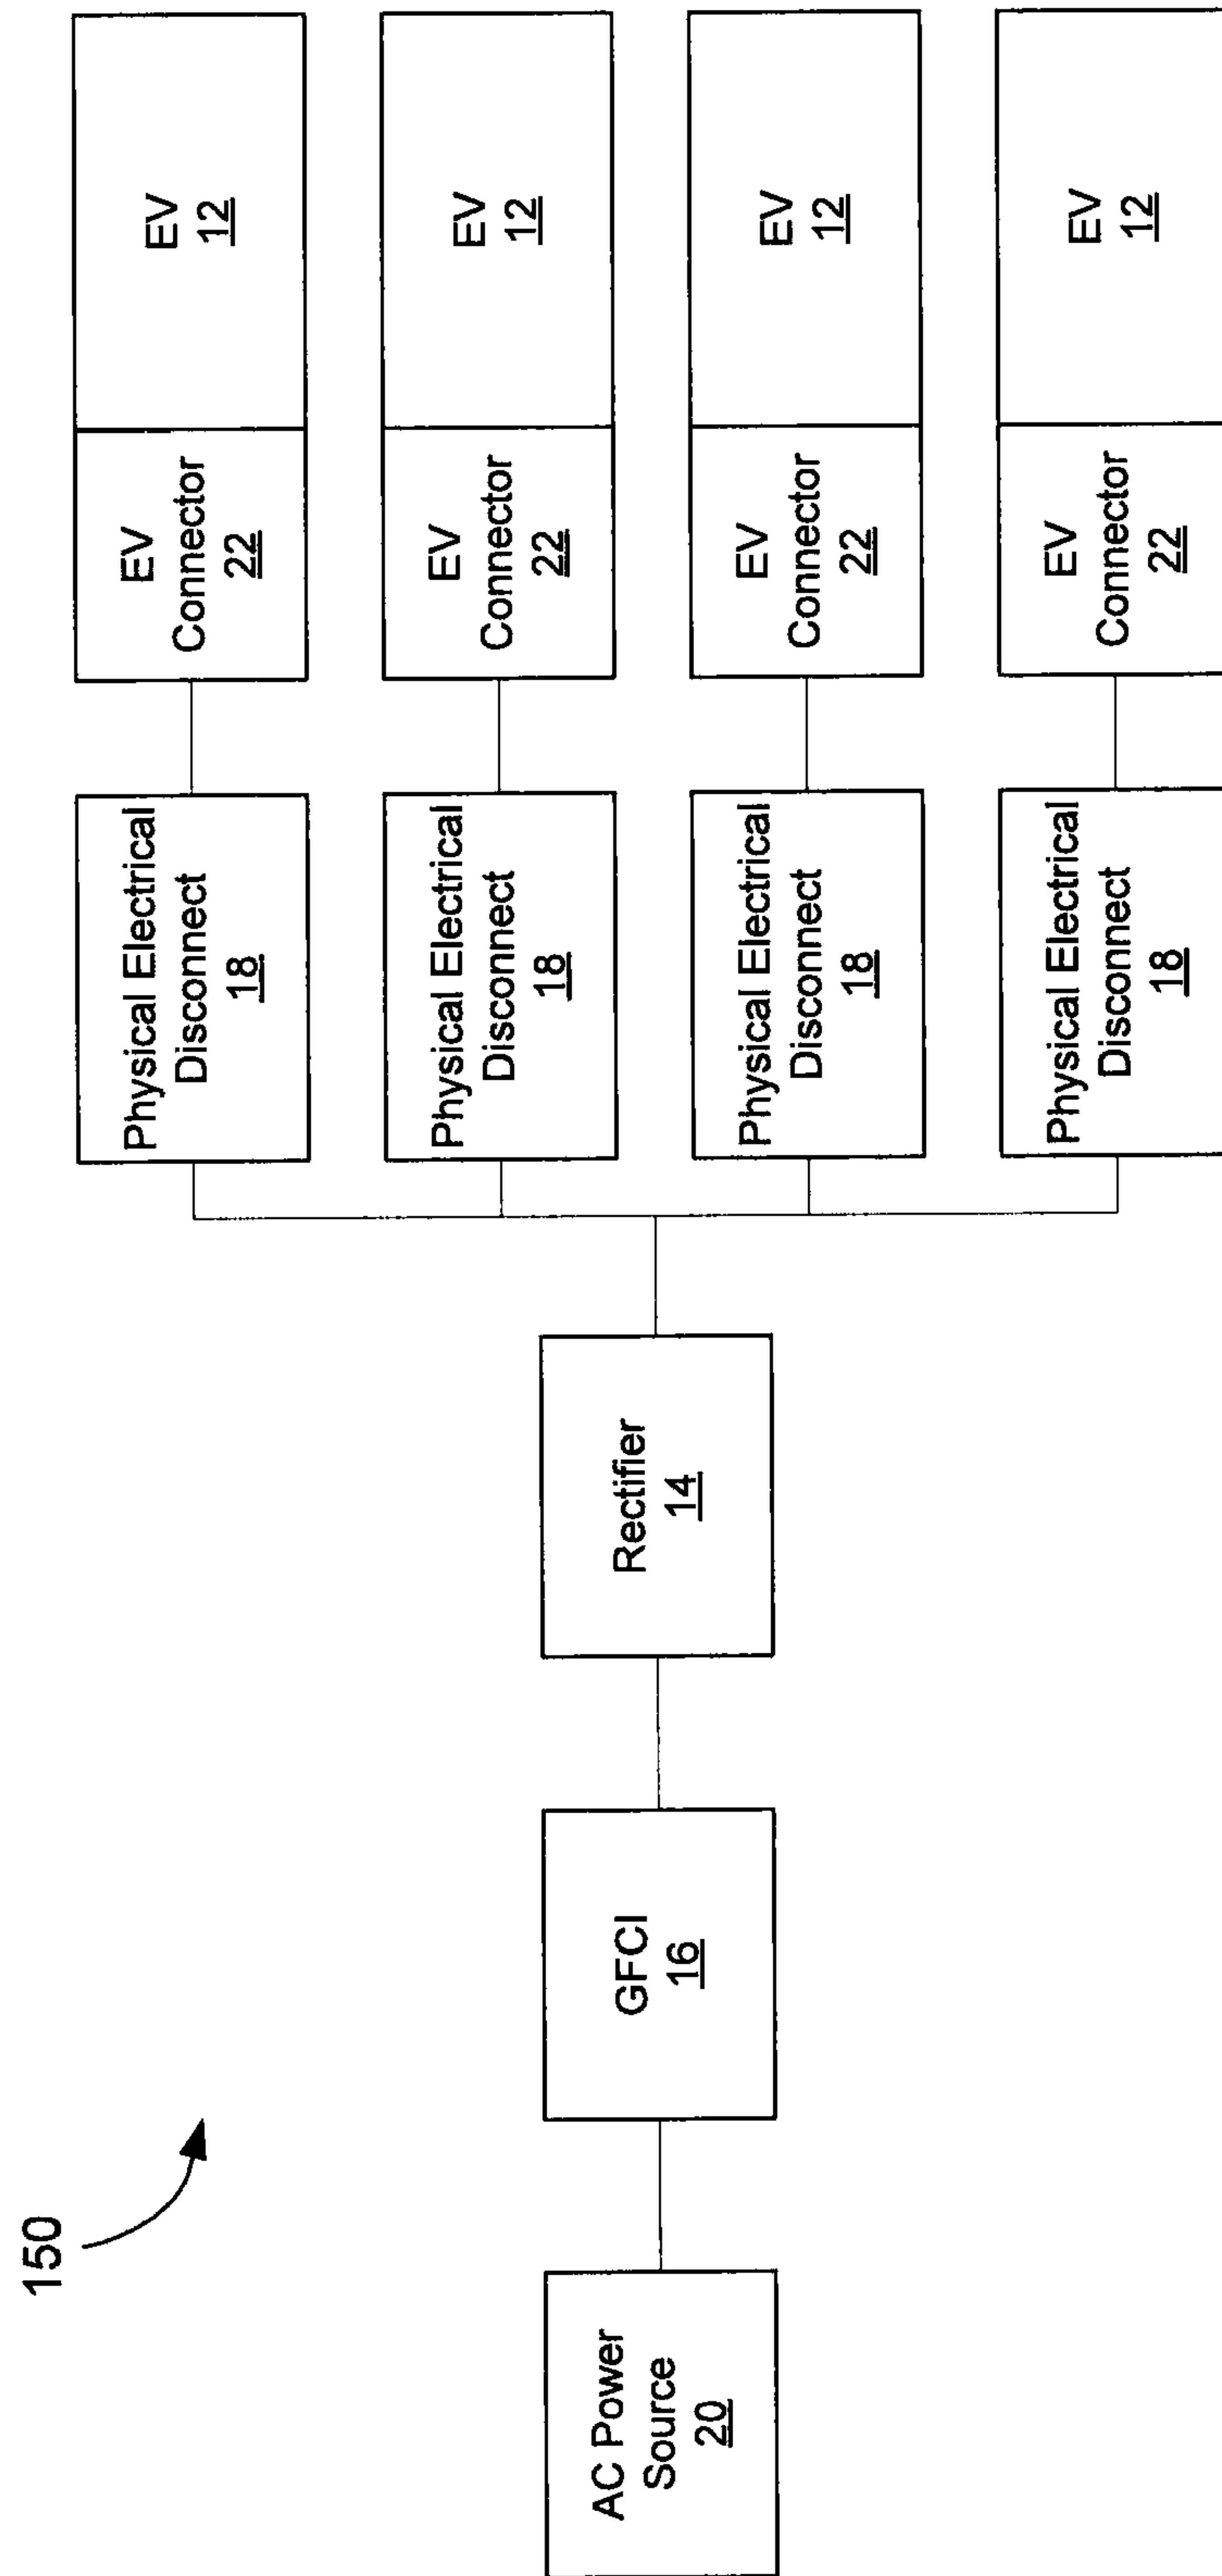 150
AC Power
Source
20
GFCI
16
Rectifier
14
Physical Electrical
Disconnect
18
EV
Connector
22
EV
12
Physical Electrical
Disconnect
18
EV
Connector
22
EV
12
Physical Electrical
Disconnect
18
EV
Connector
22
EV
12
Physical Electrical
Disconnect
18
EV
Connector
22
EV
12